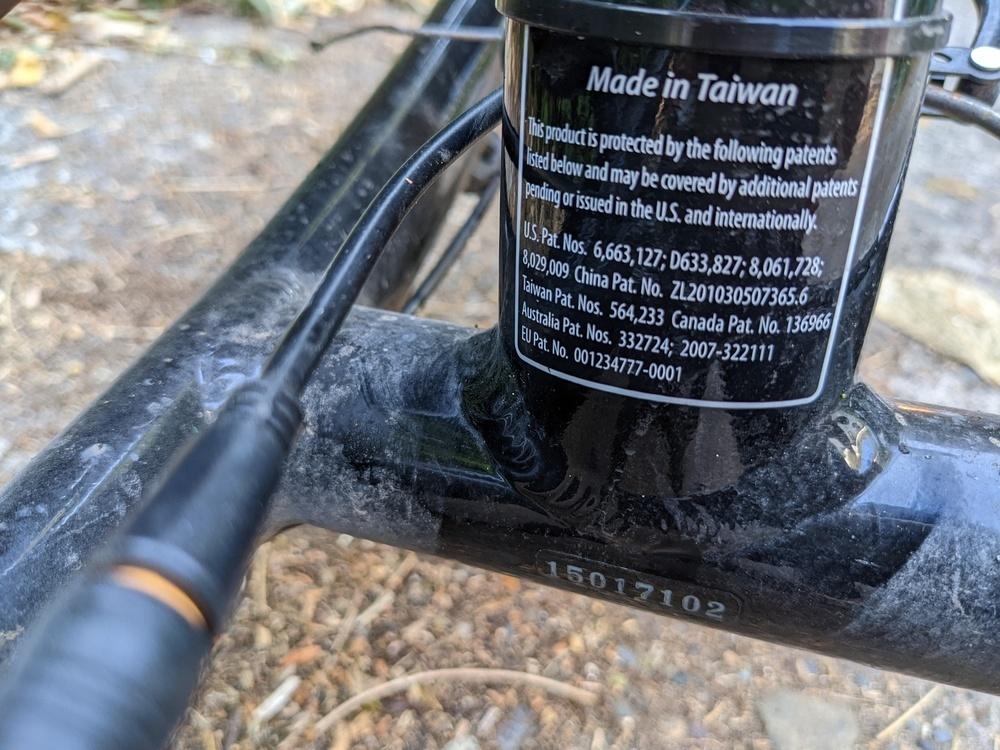 Made in Taiwan
This product is protected by the following patents
listed below and may be covered by additional patents
pending or issued in the U.S. and internationally.
U.S. Pat. Nos. 6,663,127; D633,827; 8,061,728;
8,029,009 China Pat. No. ZL201030507365.6
Taiwan Pat. Nos. 564,233 Canada Pat. No. 136966
Australia Pat. Nos. 332724; 2007-322111
EU Pat. No. 001234777-0001
15017102